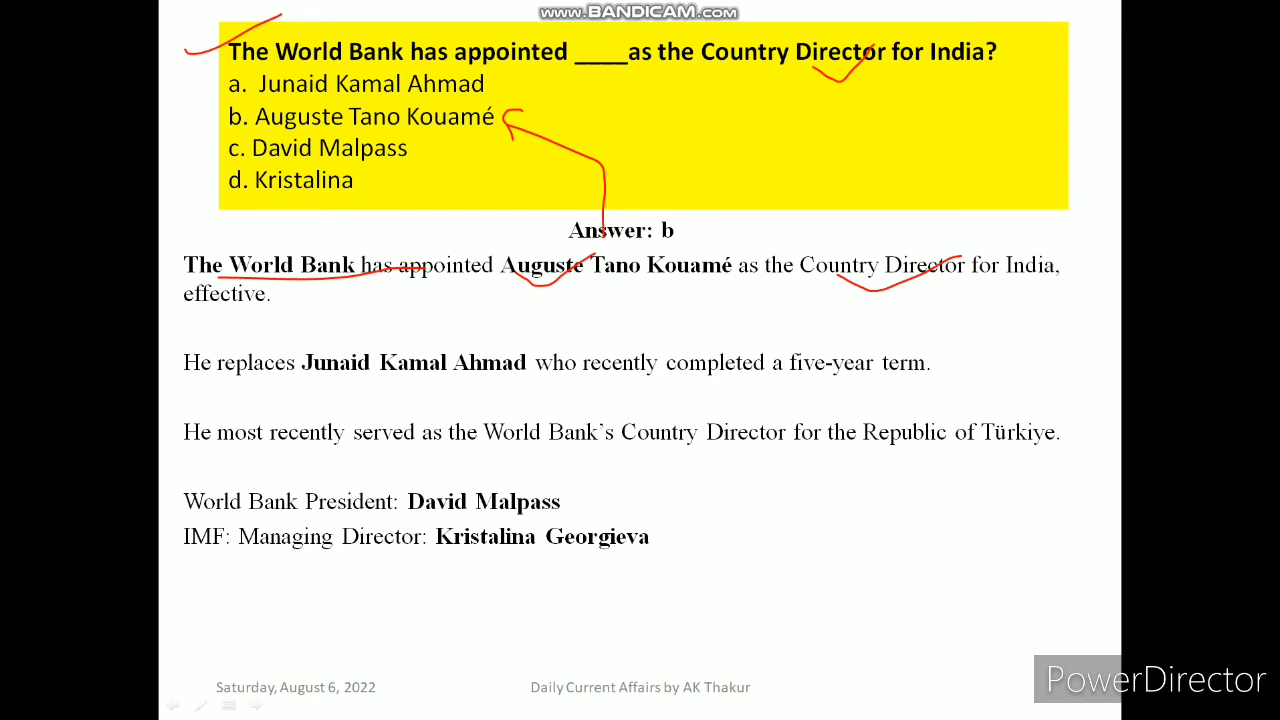 www.BANDICAM.com
The World Bank has appointed ____as the Country Director for India?
a. Junaid Kamal Ahmad
b. Auguste Tano Kouamé
c. David Malpass
d. Kristalina
Answer: b
The World Bank has appointed Auguste Tano Kouamé as the Country Director for India,
effective.
He replaces Junaid Kamal Ahmad who recently completed a five-year term.
He most recently served as the World Bank’s Country Director for the Republic of Türkiye.
World Bank President: David Malpass
IMF: Managing Director: Kristalina Georgieva
Saturday, August 6, 2022
Daily Current Affairs by AK Thakur
PowerDirector